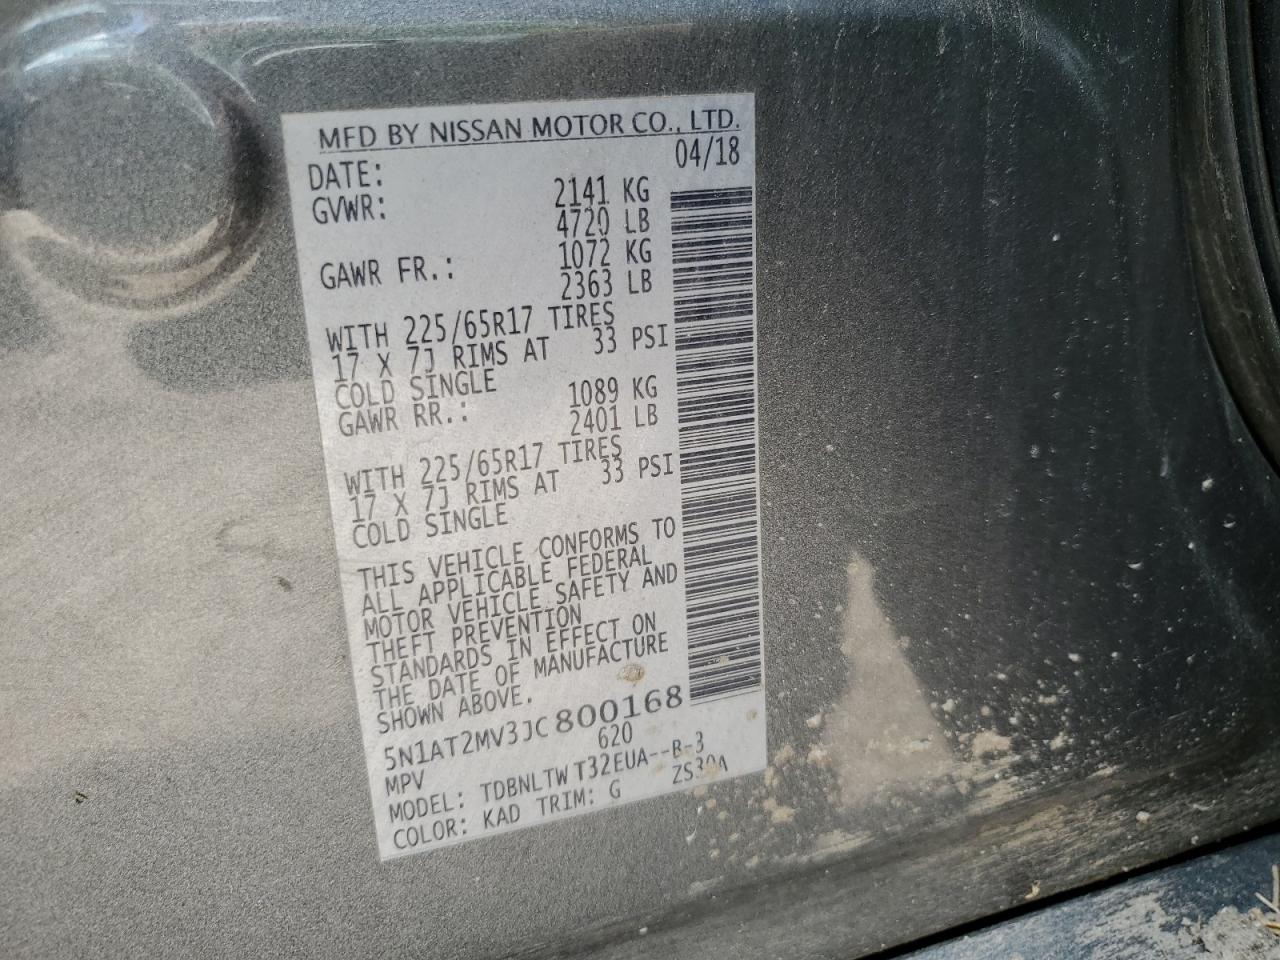 MFD BY NISSAN MOTOR CO., LTD.
DATE: 04/18
GVWR: 2141 KG
4720 LB
GAWR FR.: 1072 KG
2363 LB
WITH 225/65R17 TIRES
17 X 7J RIMS AT 33 PSI
COLD SINGLE
GAWR RR.: 1089 KG
2401 LB
WITH 225/65R17 TIRES
17 X 7J RIMS AT 33 PSI
COLD SINGLE
THIS VEHICLE CONFORMS TO
ALL APPLICABLE FEDERAL
MOTOR VEHICLE SAFETY AND
THEFT PREVENTION
STANDARDS IN EFFECT ON
THE DATE OF MANUFACTURE
SHOWN ABOVE.
5N1AT2MV3JC800168
MPV 620
MODEL: TDBNLTW T32EUA--B-3
COLOR: KAD TRIM: G